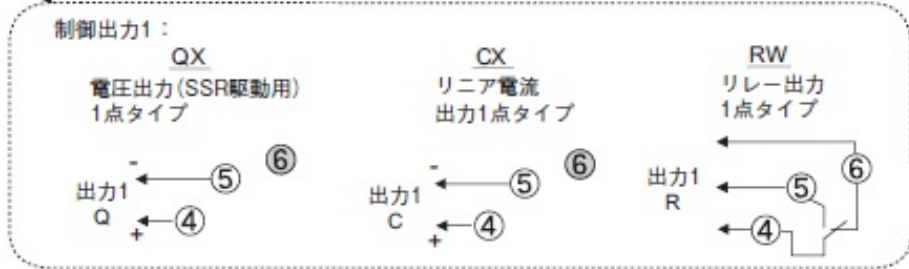 制御出力1：
QX
電圧出力(SSR駆動用)
1点タイプ
⑥
-
⑤
出力1
Q
④
+
CX
リニア電流
出力1点タイプ
⑥
-
⑤
出力1
C
④
+
RW
リレー出力
1点タイプ
⑥
出力1
R
⑤
④